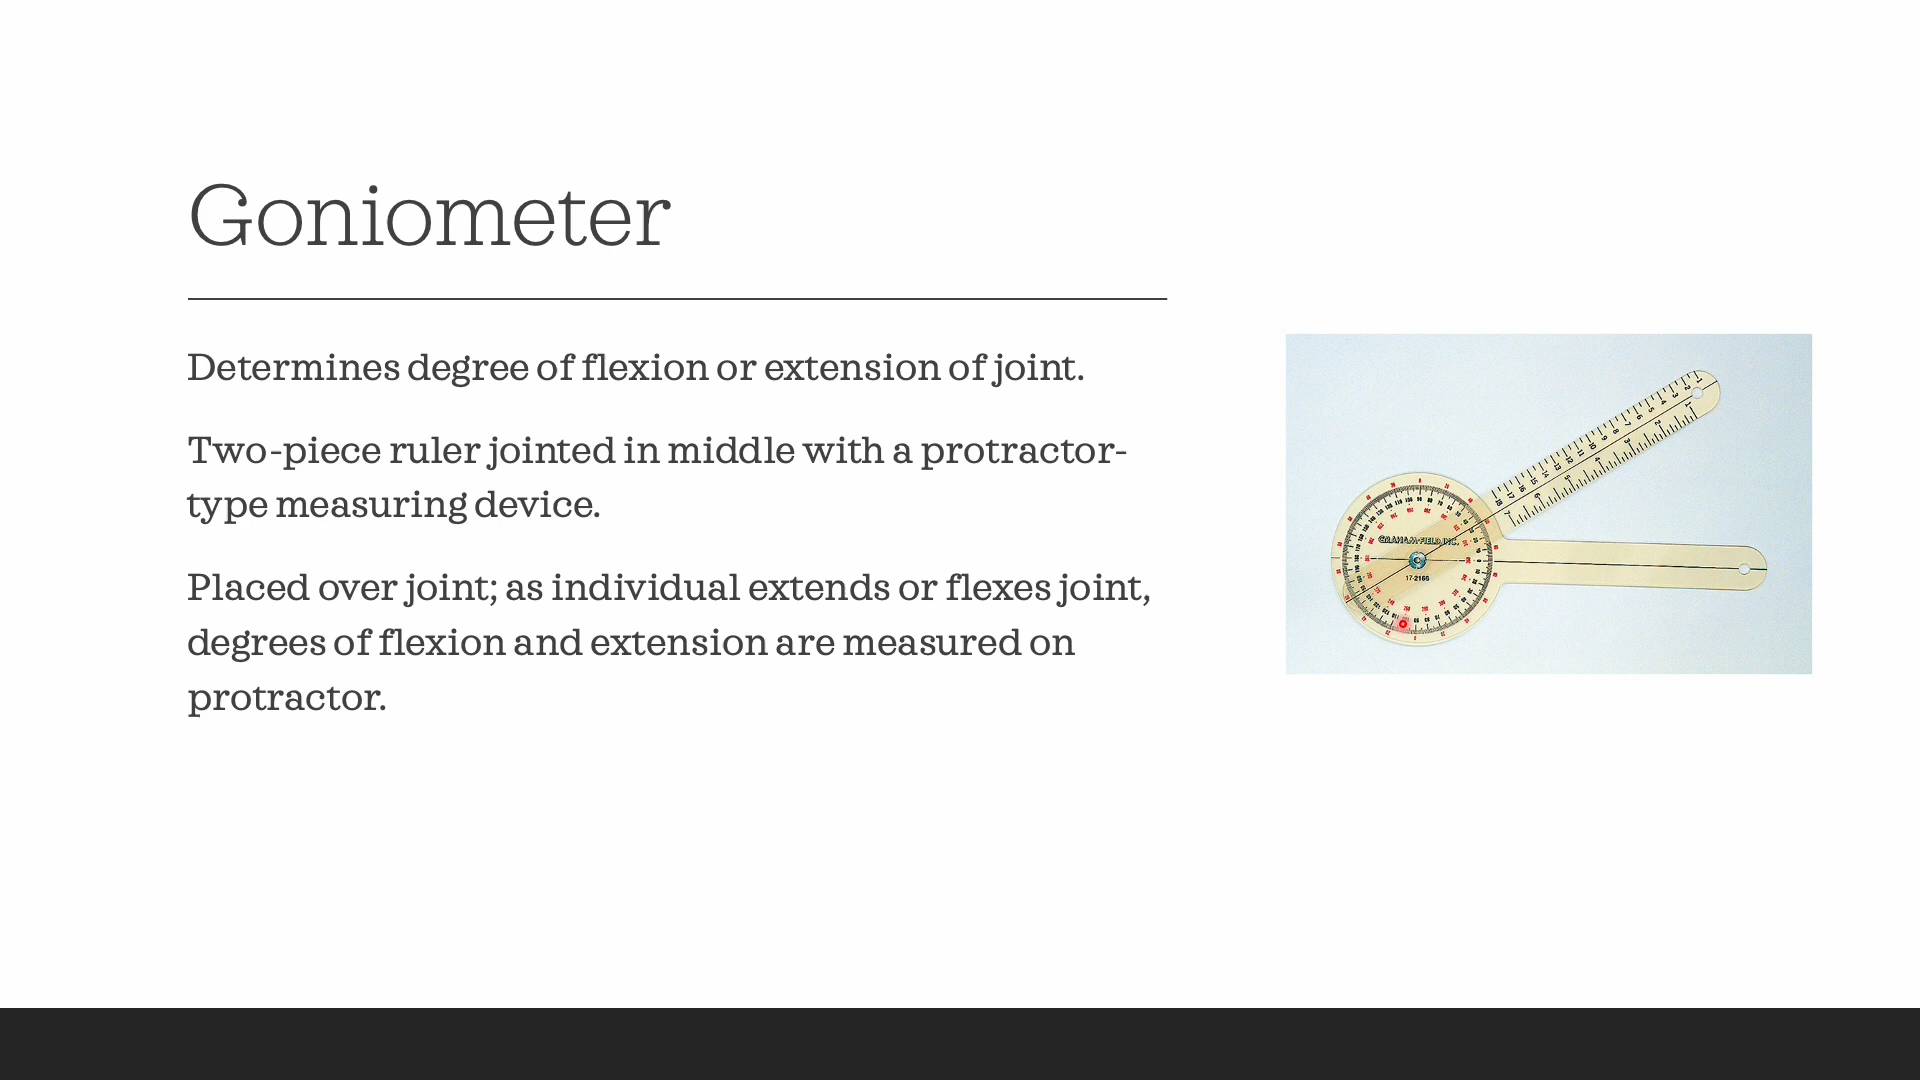 Goniometer
Determines degree of flexion or extension of joint.
Two-piece ruler jointed in middle with a protractor-
type measuring device.
Placed over joint; as individual extends or flexes joint,
degrees of flexion and extension are measured on
protractor.
GRAHAM-FIELD, INC.
17-2166